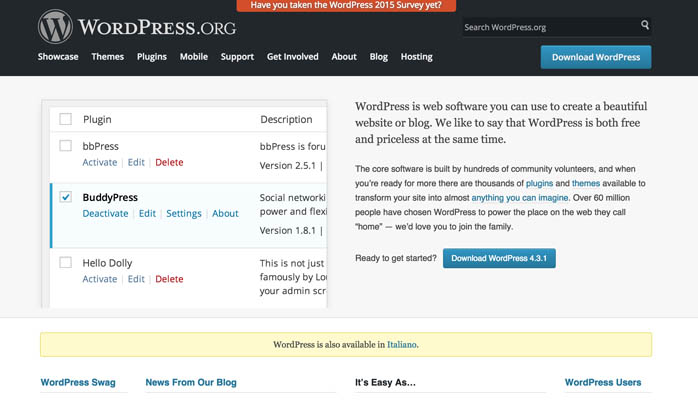 Have you taken the WordPress 2015 Survey yet?
WORDPRESS.ORG
Search WordPress.org
Showcase Themes Plugins Mobile Support Get Involved About Blog Hosting
Download WordPress
Plugin Description
bbPress bbPress is foru
Activate | Edit | Delete
Version 2.5.1 |
BuddyPress Social networki
Deactivate | Edit | Settings | About power and flexi
Version 1.8.1 |
Hello Dolly This is not just
Activate | Edit | Delete famously by Lou
your admin scr
WordPress is web software you can use to create a beautiful
website or blog. We like to say that WordPress is both free
and priceless at the same time.
The core software is built by hundreds of community volunteers, and when
you’re ready for more there are thousands of plugins and themes available to
transform your site into almost anything you can imagine. Over 60 million
people have chosen WordPress to power the place on the web they call
“home” — we’d love you to join the family.
Ready to get started? Download WordPress 4.3.1
WordPress is also available in Italiano.
WordPress Swag News From Our Blog It’s Easy As… WordPress Users